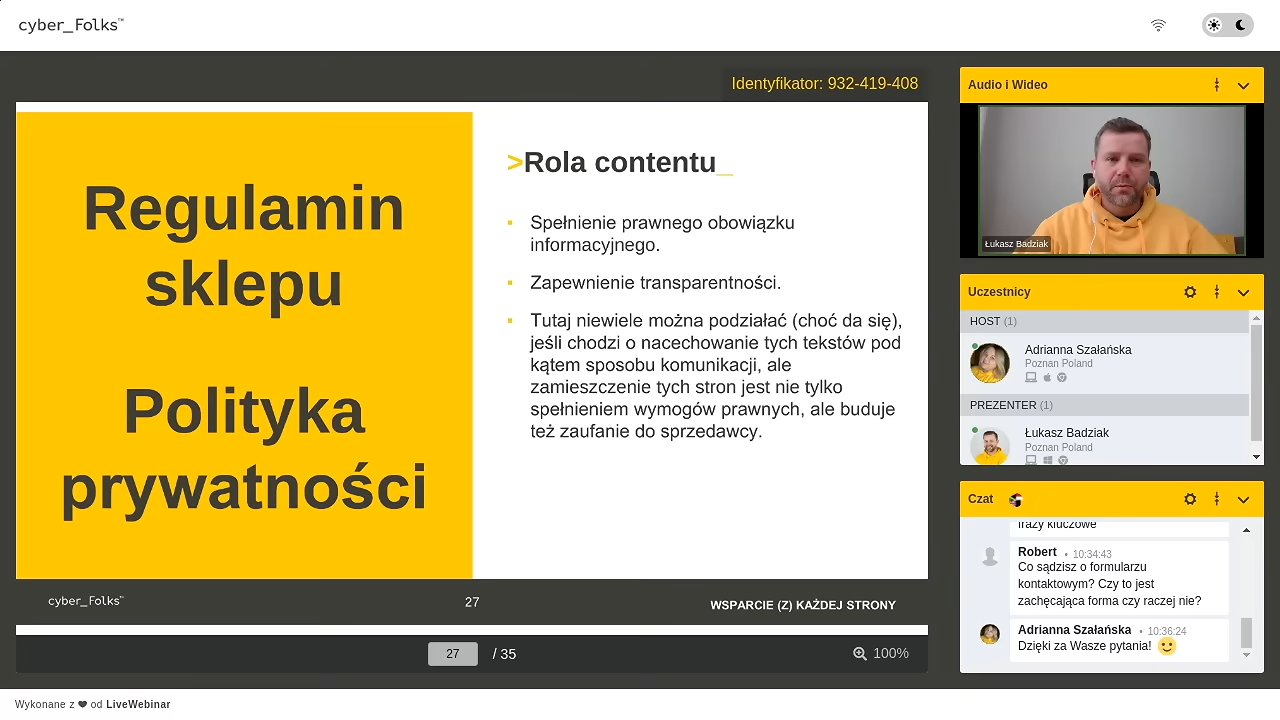 cyber_Folks™
Identyfikator: 932-419-408
Regulamin
sklepu
Polityka
prywatności
>Rola contentu_
Spełnienie prawnego obowiązku
informacyjnego.
Zapewnienie transparentności.
Tutaj niewiele można podziałać (choć da się),
jeśli chodzi o nacechowanie tych tekstów pod
kątem sposobu komunikacji, ale
zamieszczenie tych stron jest nie tylko
spełnieniem wymogów prawnych, ale buduje
też zaufanie do sprzedawcy.
cyber_Folks™
27
WSPARCIE (Z) KAŻDEJ STRONY
27 / 35
100%
Audio i Wideo
Łukasz Badziak
Uczestnicy
HOST (1)
Adrianna Szałańska
Poznan Poland
PREZENTER (1)
Łukasz Badziak
Poznan Poland
Czat
frazy kluczowe
Robert • 10:34:43
Co sądzisz o formularzu
kontaktowym? Czy to jest
zachęcająca forma czy raczej nie?
Adrianna Szałańska • 10:36:24
Dzięki za Wasze pytania! 🙂
Wykonane z ❤ od LiveWebinar